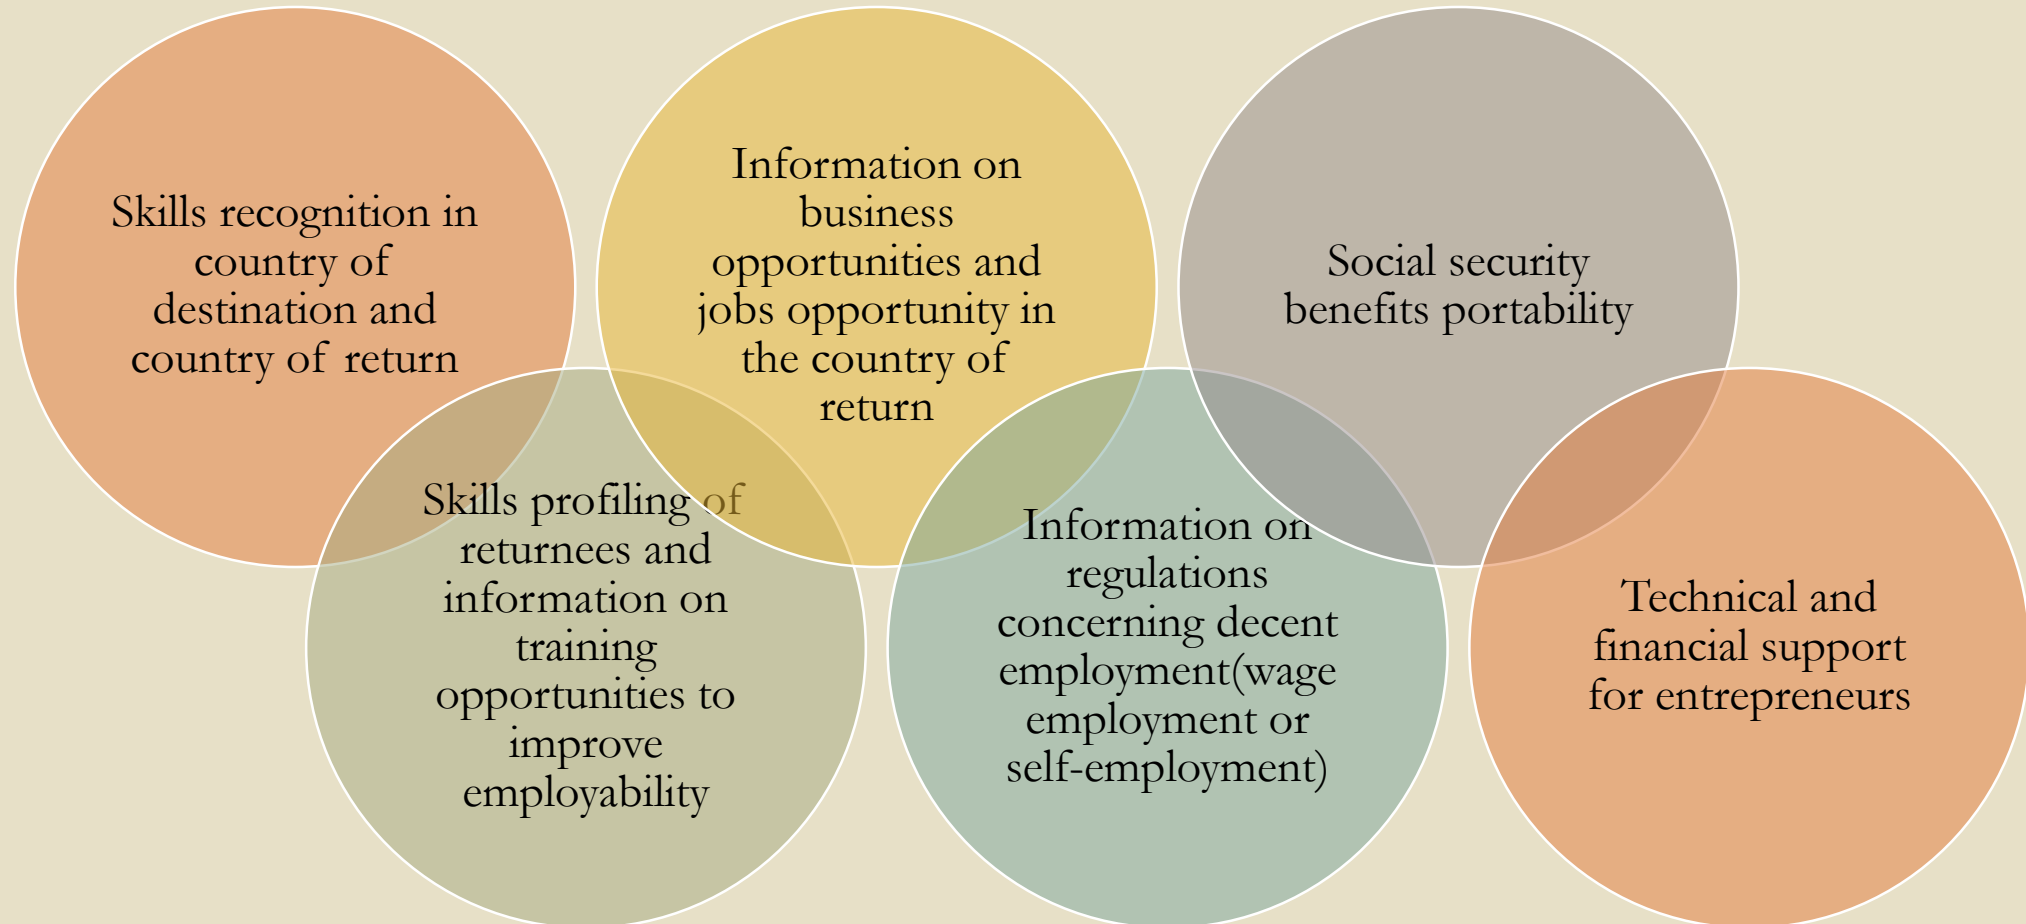 Skills recognition in
country of
destination and
country of return
Skills profiling of
returnees and
information on
training
opportunities to
improve
employability
Information on
business
opportunities and
jobs opportunity in
the country of
return
Information on
regulations
concerning decent
employment(wage
employment or
self-employment)
Social security
benefits portability
Technical and
financial support
for entrepreneurs